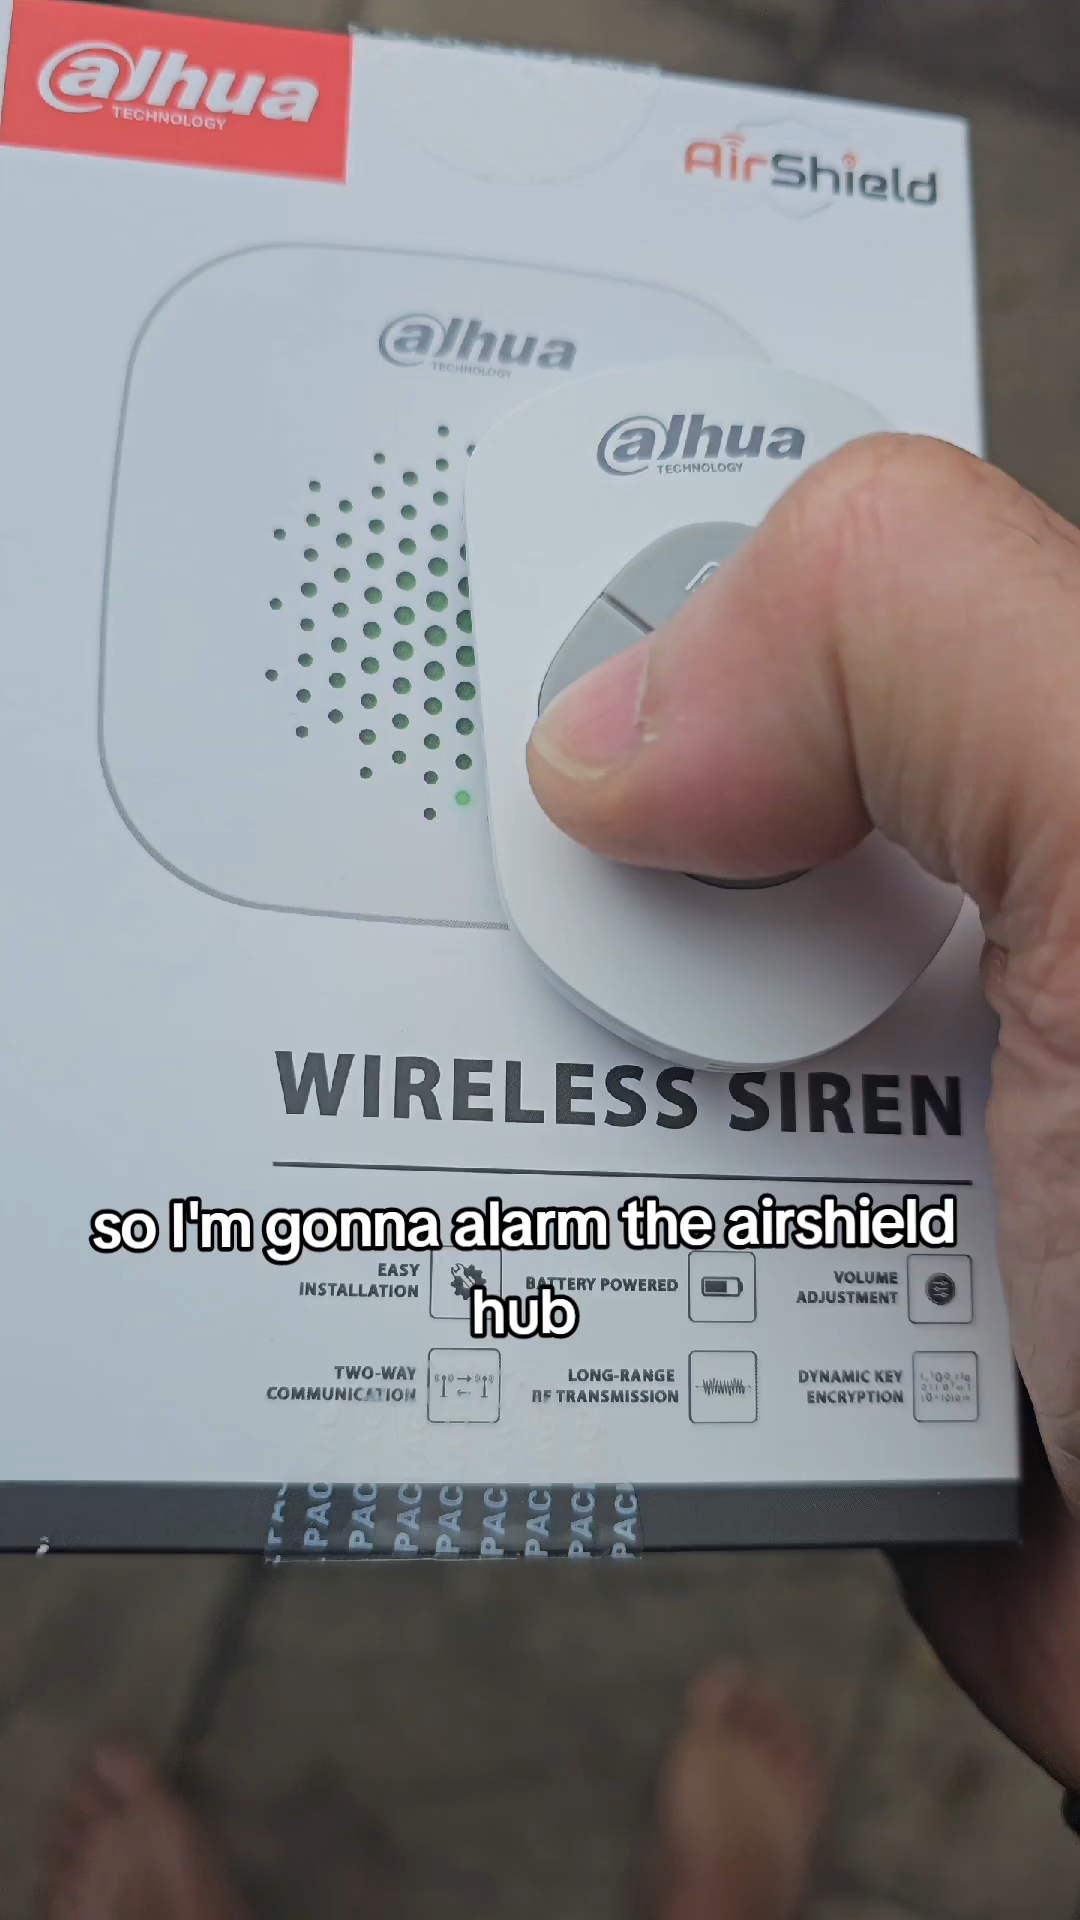 alhua
TECHNOLOGY
AirShield
alhua
TECHNOLOGY
alhua
TECHNOLOGY
WIRELESS SIREN
so I'm gonna alarm the airshield
hub
EASY
INSTALLATION
BATTERY POWERED
VOLUME
ADJUSTMENT
TWO-WAY
COMMUNICATION
LONG-RANGE
RF TRANSMISSION
DYNAMIC KEY
ENCRYPTION
PAC PAC PAC PAC PAC PAC PAC PAC